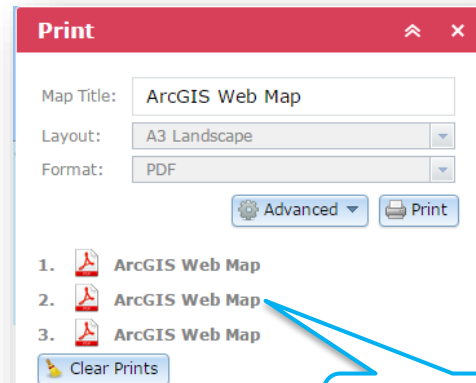 Print
Map Title: ArcGIS Web Map
Layout: A3 Landscape
Format: PDF
Advanced Print
1. ArcGIS Web Map
2. ArcGIS Web Map
3. ArcGIS Web Map
Clear Prints